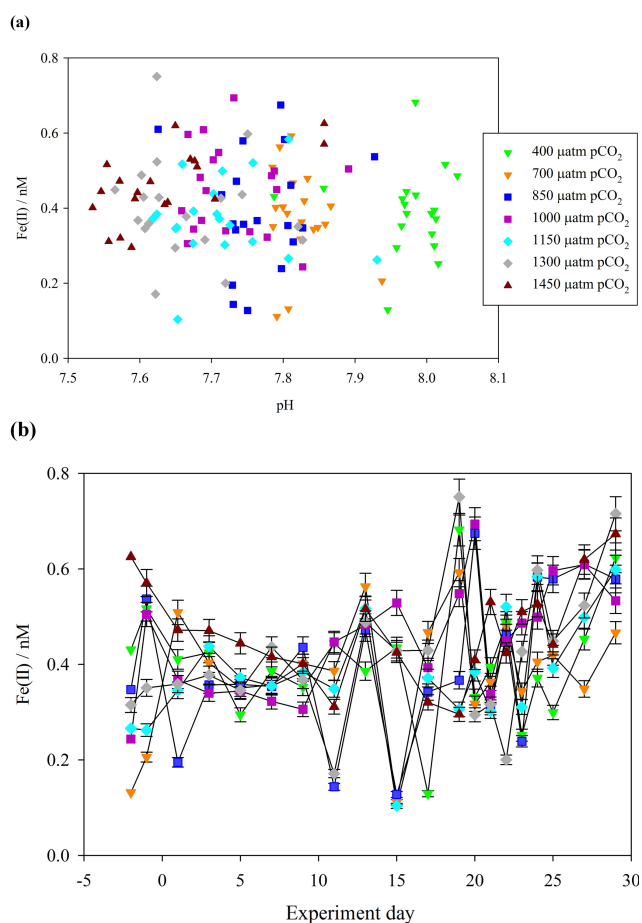 (a)
0.8
0.6
0.4
0.2
0.0
Fe(II) / nM
7.5 7.6 7.7 7.8 7.9 8.0 8.1
pH
400 µatm pCO₂
700 µatm pCO₂
850 µatm pCO₂
1000 µatm pCO₂
1150 µatm pCO₂
1300 µatm pCO₂
1450 µatm pCO₂
(b)
0.8
0.6
0.4
0.2
0.0
Fe(II) / nM
-5 0 5 10 15 20 25 30
Experiment day